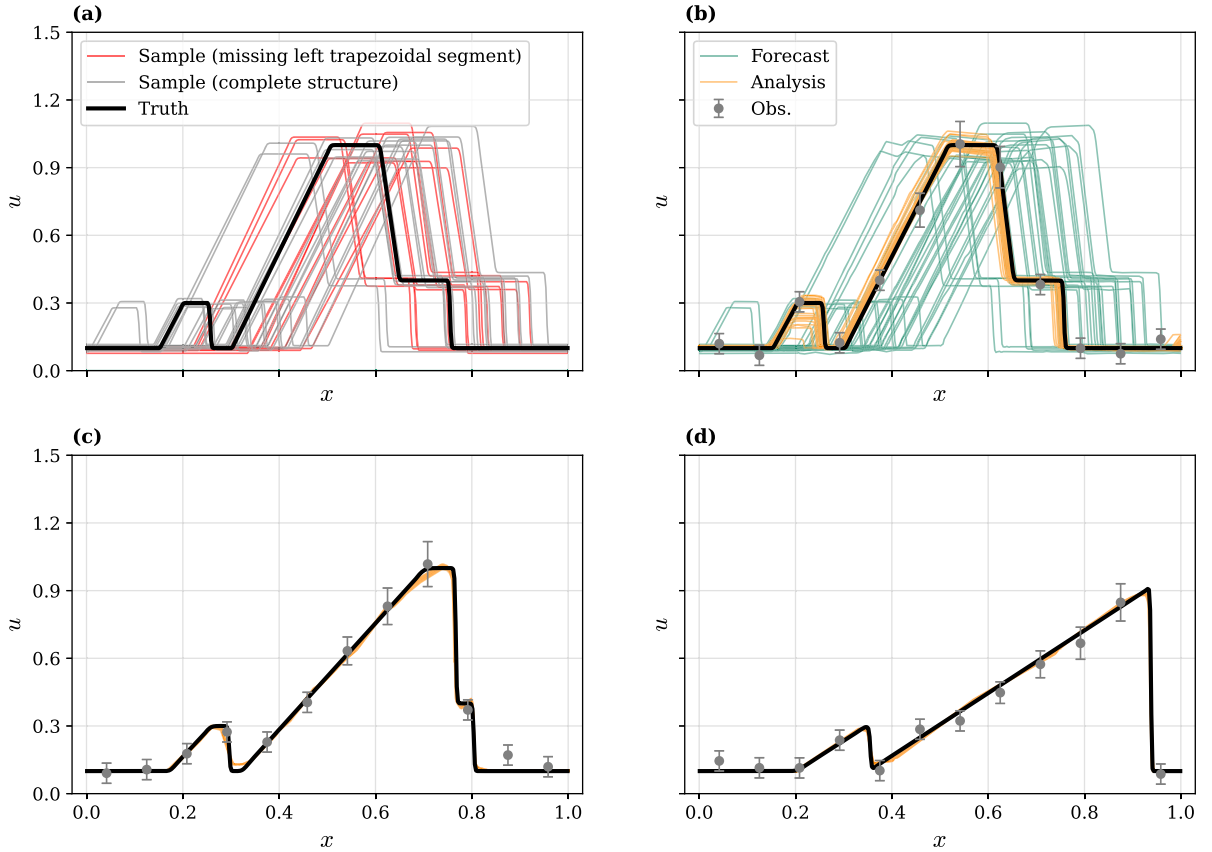 (a)
1.5
1.2
0.9
0.6
0.3
0.0
u
x
Sample (missing left trapezoidal segment)
Sample (complete structure)
Truth
(b)
u
x
Forecast
Analysis
Obs.
(c)
1.5
1.2
0.9
0.6
0.3
0.0
u
0.0 0.2 0.4 0.6 0.8 1.0
x
(d)
u
0.0 0.2 0.4 0.6 0.8 1.0
x